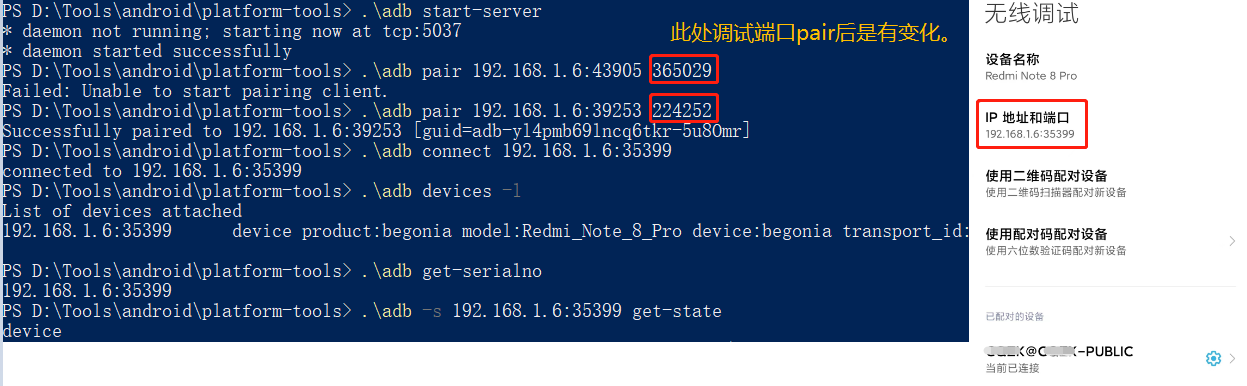 PS D:\Tools\android\platform-tools> .\adb start-server
* daemon not running; starting now at tcp:5037
* daemon started successfully
此处调试端口pair后是有变化。
PS D:\Tools\android\platform-tools> .\adb pair 192.168.1.6:43905 365029
Failed: Unable to start pairing client.
PS D:\Tools\android\platform-tools> .\adb pair 192.168.1.6:39253 224252
Successfully paired to 192.168.1.6:39253 [guid=adb-yl4pmb69lncq6tkr-5u8Omr]
PS D:\Tools\android\platform-tools> .\adb connect 192.168.1.6:35399
connected to 192.168.1.6:35399
PS D:\Tools\android\platform-tools> .\adb devices -l
List of devices attached
192.168.1.6:35399 device product:begonia model:Redmi_Note_8_Pro device:begonia transport_id:
PS D:\Tools\android\platform-tools> .\adb get-serialno
192.168.1.6:35399
PS D:\Tools\android\platform-tools> .\adb -s 192.168.1.6:35399 get-state
device
无线调试
设备名称
Redmi Note 8 Pro
IP 地址和端口
192.168.1.6:35399
使用二维码配对设备
使用二维码扫描器配对新设备
使用配对码配对设备
使用六位数验证码配对新设备
已配对的设备
-PUBLIC
当前已连接